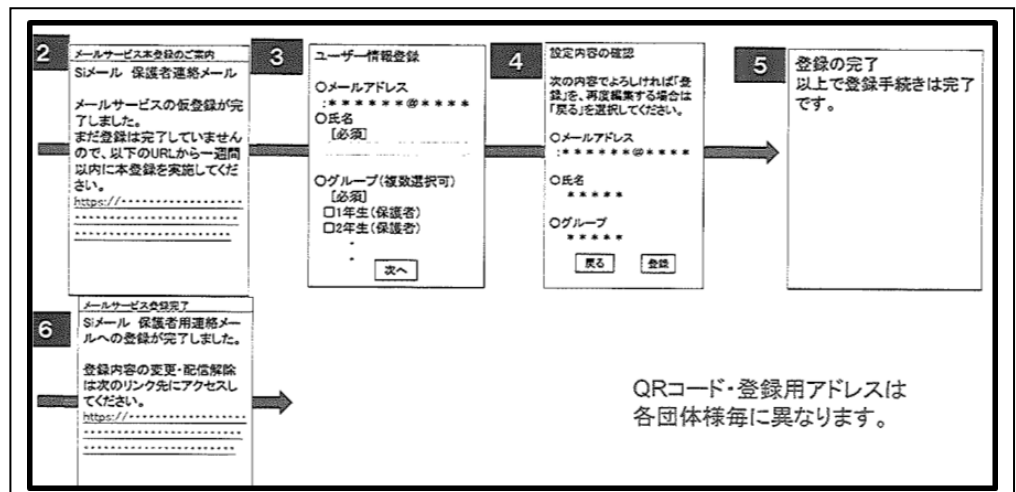 2
メールサービス本登録のご案内
Siメール 保護者連絡メール
メールサービスの仮登録が完
了しました。
まだ登録は完了していません
ので、以下のURLから一週間
以内に本登録を実施してくだ
さい。
https://･･････････････････
3
ユーザー情報登録
○メールアドレス
:＊＊＊＊＊＊@＊＊＊＊
○氏名
[必須]
○グループ(複数選択可)
[必須]
□1年生(保護者)
□2年生(保護者)
・
・
次へ
4
設定内容の確認
次の内容でよろしければ「登
録」を、再度編集する場合は
「戻る」を選択してください。
○メールアドレス
:＊＊＊＊＊＊@＊＊＊＊
○氏名
＊＊＊＊＊
○グループ
＊＊＊＊＊
戻る 登録
5
登録の完了
以上で登録手続きは完了
です。
6
メールサービス登録完了
Siメール 保護者用連絡メー
ルへの登録が完了しました。
登録内容の変更・配信解除
は次のリンク先にアクセスし
てください。
https://･･････････････････
QRコード・登録用アドレスは
各団体様毎に異なります。